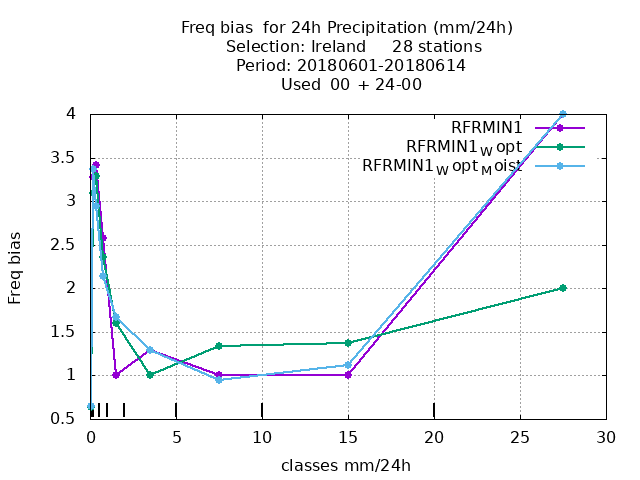 Freq bias  for 24h Precipitation (mm/24h)
Selection: Ireland     28 stations
Period: 20180601-20180614
Used  00 + 24-00
RFRMIN1
RFRMIN1_W opt
RFRMIN1_W opt_M oist
4
3.5
3
2.5
2
1.5
1
0.5
Freq bias
0 5 10 15 20 25 30
classes mm/24h